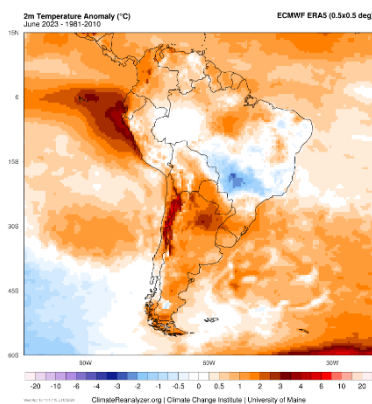 2m Temperature Anomaly (°C)
ECMWF ERA5 (0.5x0.5 deg)
June 2023 - 1981-2010
15N
0
15S
30S
45S
60S
90W
60W
30W
-20 -10 -6 -4 -3 -2 -1 -0.5 0 0.5 1 2 3 4 6 10 20
ClimateReanalyzer.org | Climate Change Institute | University of Maine